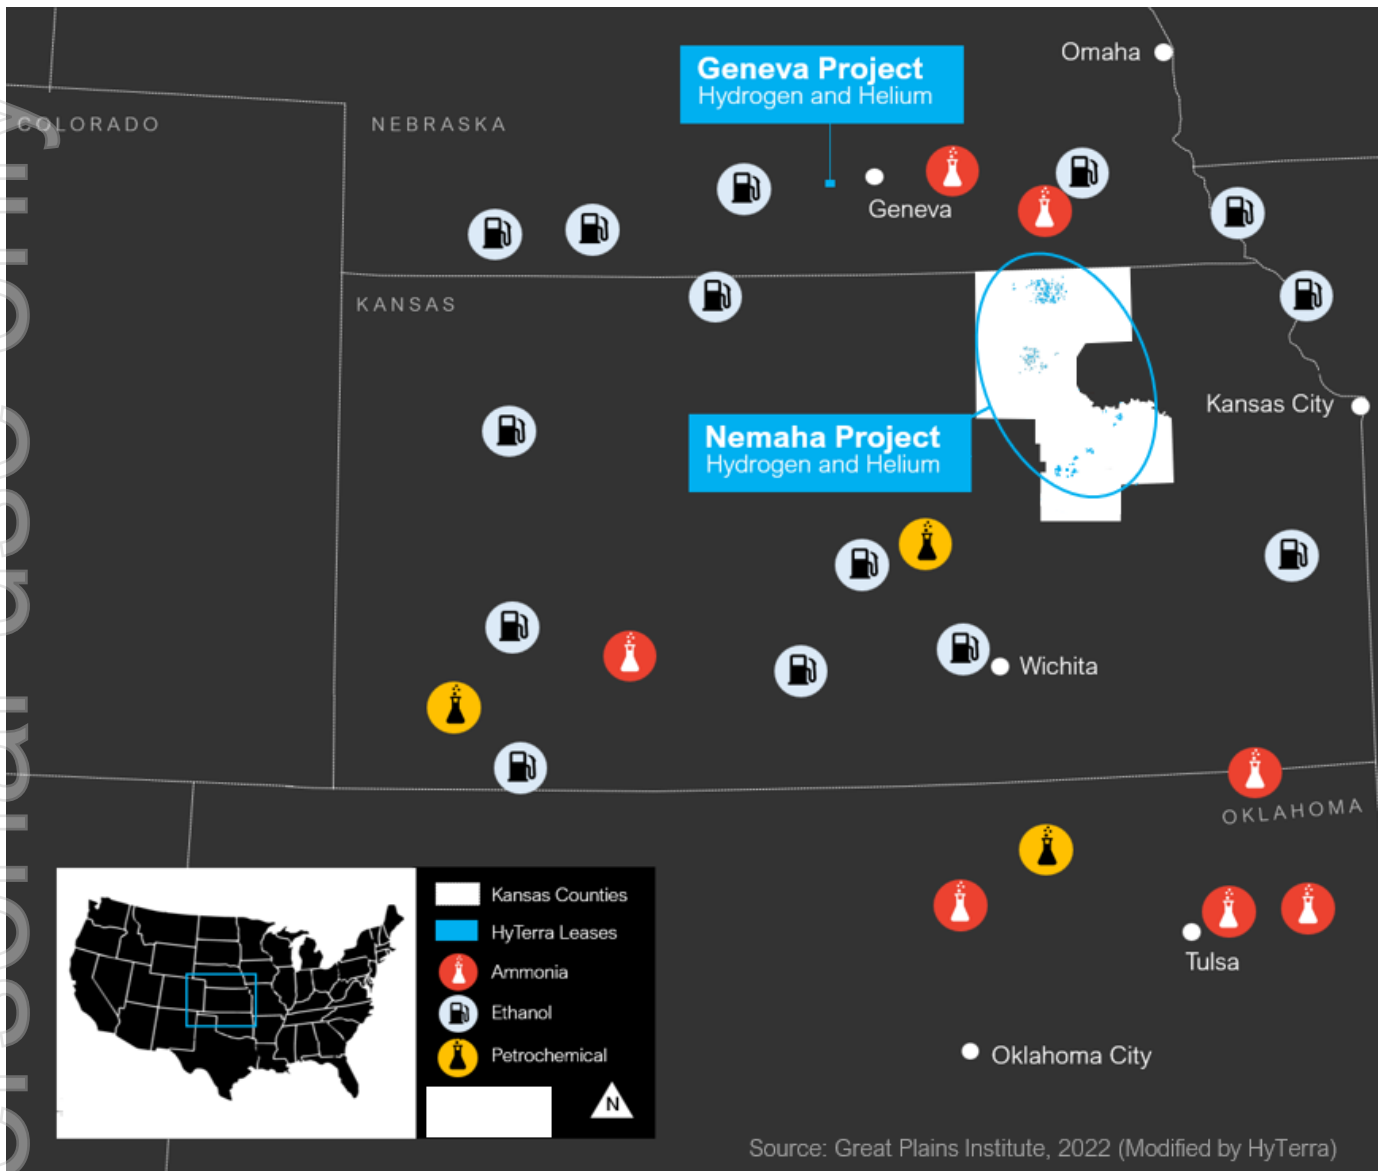 Omaha
Geneva Project
Hydrogen and Helium
COLORADO
NEBRASKA
Geneva
KANSAS
Kansas City
Nemaha Project
Hydrogen and Helium
Wichita
OKLAHOMA
Kansas Counties
HyTerra Leases
Ammonia
Ethanol
Petrochemical
N
Tulsa
Oklahoma City
Source: Great Plains Institute, 2022 (Modified by HyTerra)